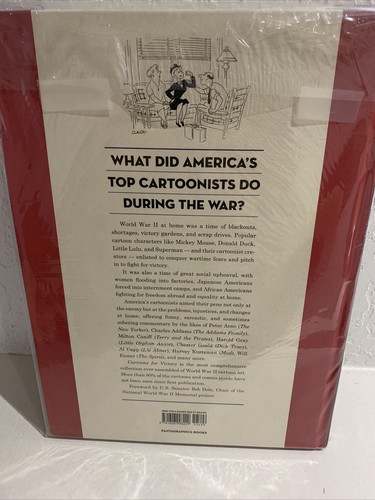 WHAT DID AMERICA'S
TOP CARTOONISTS DO
DURING THE WAR?
World War II at home was a time of blackouts,
shortages, victory gardens, and scrap drives. Popular
cartoon characters like Mickey Mouse, Donald Duck,
Little Lulu, and Superman — and their cartoonist cre-
ators — enlisted to conquer wartime fears and pitch
in to fight for victory.
It was also a time of great social upheaval, with
women flooding into factories, Japanese Americans
forced into internment camps, and African Americans
fighting for freedom abroad and equality at home.
America's cartoonists aimed their pens not only at
the enemy but at the problems, injustices, and changes
at home, offering funny, sarcastic, and sometimes
sobering commentary by the likes of Peter Arno (The
New Yorker), Charles Addams (The Addams Family),
Milton Caniff (Terry and the Pirates), Harold Gray
(Little Orphan Annie), Chester Gould (Dick Tracy),
Al Capp (Li'l Abner), Harvey Kurtzman (Mad), Will
Eisner (The Spirit), and many more.
Cartoons for Victory is the most comprehensive
collection ever assembled of World War II cartoon art.
More than 90% of the cartoons and comics inside have
not been seen since first publication.
Foreword by U.S. Senator Bob Dole, Chair of the
National World War II Memorial project.
FANTAGRAPHICS BOOKS